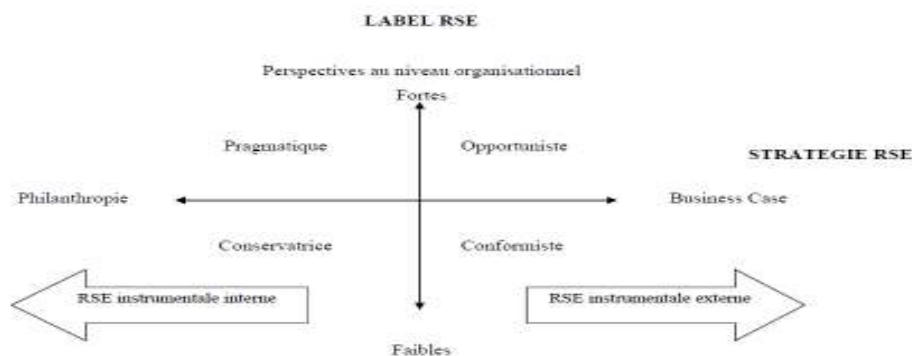 LABEL RSE
Perspectives au niveau organisationnel
Fortes
Pragmatique
Opportuniste
STRATEGIE RSE
Philanthropie
Business Case
Conservatrice
Conformiste
RSE instrumentale interne
RSE instrumentale externe
Faibles